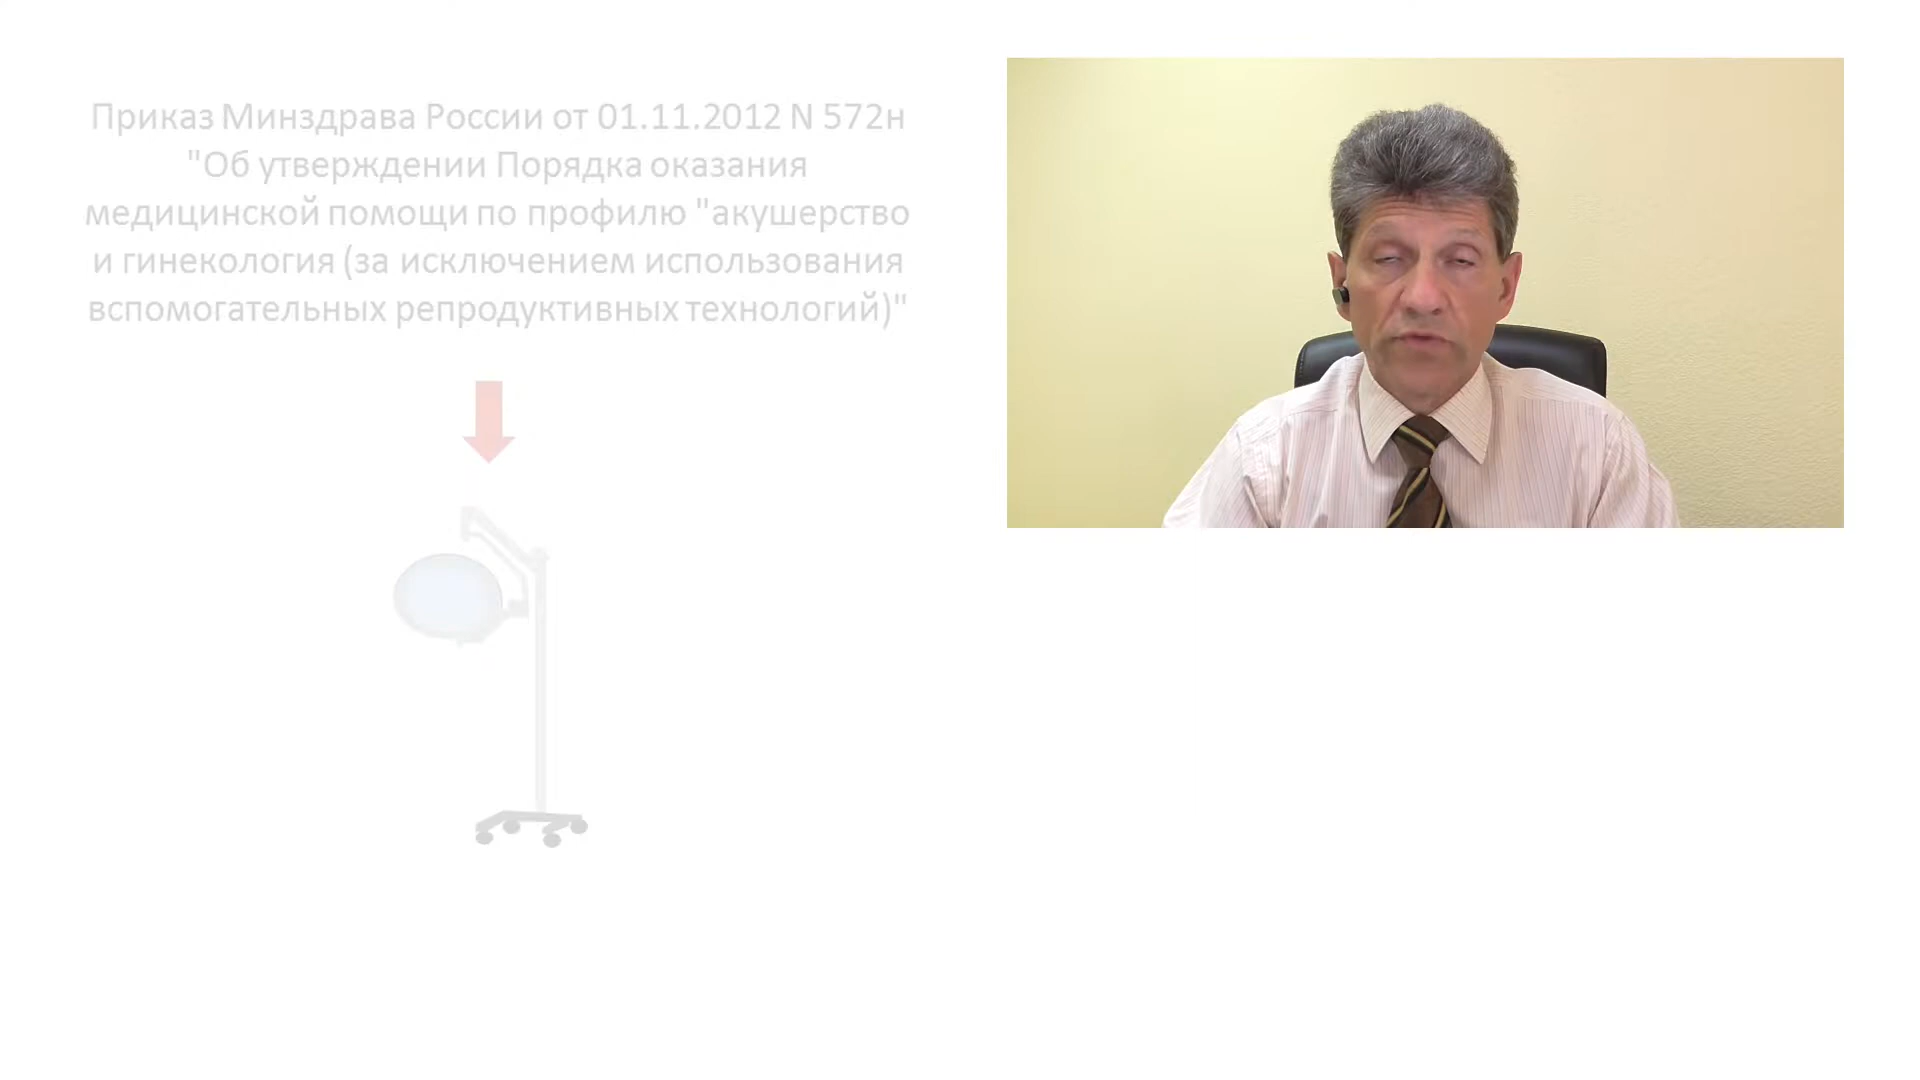 Приказ Минздрава России от 01.11.2012 N 572н
"Об утверждении Порядка оказания
медицинской помощи по профилю "акушерство
и гинекология (за исключением использования
вспомогательных репродуктивных технологий)"